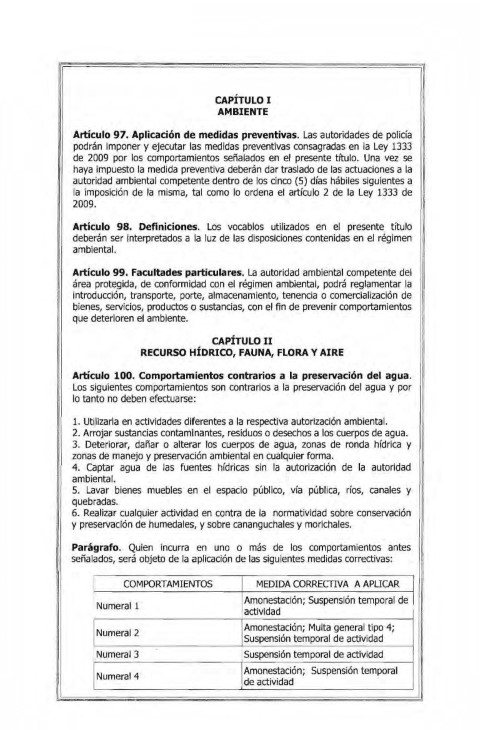 CAPÍTULO I
AMBIENTE
Artículo 97. Aplicación de medidas preventivas. Las autoridades de policía
podrán imponer y ejecutar las medidas preventivas consagradas en la Ley 1333
de 2009 por los comportamientos señalados en el presente título. Una vez se
haya impuesto la medida preventiva deberán dar traslado de las actuaciones a la
autoridad ambiental competente dentro de los cinco (5) días hábiles siguientes a
la imposición de la misma, tal como lo ordena el artículo 2 de la Ley 1333 de
2009.
Artículo 98. Definiciones. Los vocablos utilizados en el presente título
deberán ser interpretados a la luz de las disposiciones contenidas en el régimen
ambiental.
Artículo 99. Facultades particulares. La autoridad ambiental competente del
área protegida, de conformidad con el régimen ambiental, podrá reglamentar la
introducción, transporte, porte, almacenamiento, tenencia o comercialización de
bienes, servicios, productos o sustancias, con el fin de prevenir comportamientos
que deterioren el ambiente.
CAPÍTULO II
RECURSO HÍDRICO, FAUNA, FLORA Y AIRE
Artículo 100. Comportamientos contrarios a la preservación del agua.
Los siguientes comportamientos son contrarios a la preservación del agua y por
lo tanto no deben efectuarse:
1. Utilizarla en actividades diferentes a la respectiva autorización ambiental.
2. Arrojar sustancias contaminantes, residuos o desechos a los cuerpos de agua.
3. Deteriorar, dañar o alterar los cuerpos de agua, zonas de ronda hídrica y
zonas de manejo y preservación ambiental en cualquier forma.
4. Captar agua de las fuentes hídricas sin la autorización de la autoridad
ambiental.
5. Lavar bienes muebles en el espacio público, vía pública, ríos, canales y
quebradas.
6. Realizar cualquier actividad en contra de la normatividad sobre conservación
y preservación de humedales, y sobre cananguchales y morichales.
Parágrafo. Quien incurra en uno o más de los comportamientos antes
señalados, será objeto de la aplicación de las siguientes medidas correctivas:
COMPORTAMIENTOS MEDIDA CORRECTIVA A APLICAR
Numeral 1 Amonestación; Suspensión temporal de
actividad
Numeral 2 Amonestación; Multa general tipo 4;
Suspensión temporal de actividad
Numeral 3 Suspensión temporal de actividad
Numeral 4 Amonestación; Suspensión temporal
de actividad